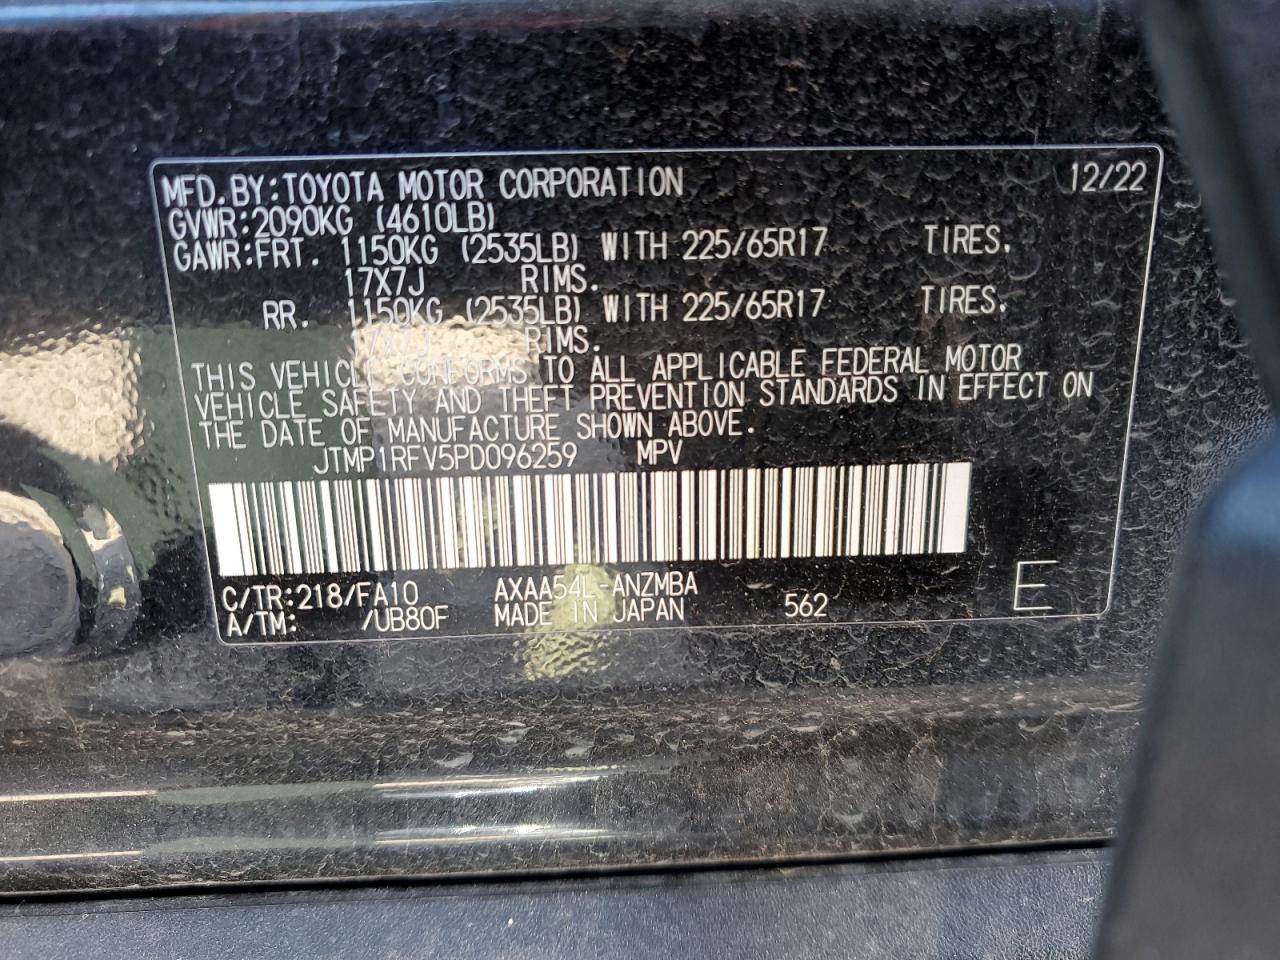 MFD.BY:TOYOTA MOTOR CORPORATION 12/22
GVWR:2090KG (4610LB)
GAWR:FRT. 1150KG (2535LB) WITH 225/65R17 TIRES.
17X7J RIMS.
RR. 1150KG (2535LB) WITH 225/65R17 TIRES.
17X7J RIMS.
THIS VEHICLE CONFORMS TO ALL APPLICABLE FEDERAL MOTOR
VEHICLE SAFETY AND THEFT PREVENTION STANDARDS IN EFFECT ON
THE DATE OF MANUFACTURE SHOWN ABOVE.
JTMP1RFV5PD096259 MPV
C/TR:218/FA10 AXAA54L-ANZMBA E
A/TM: /UB80F MADE IN JAPAN 562